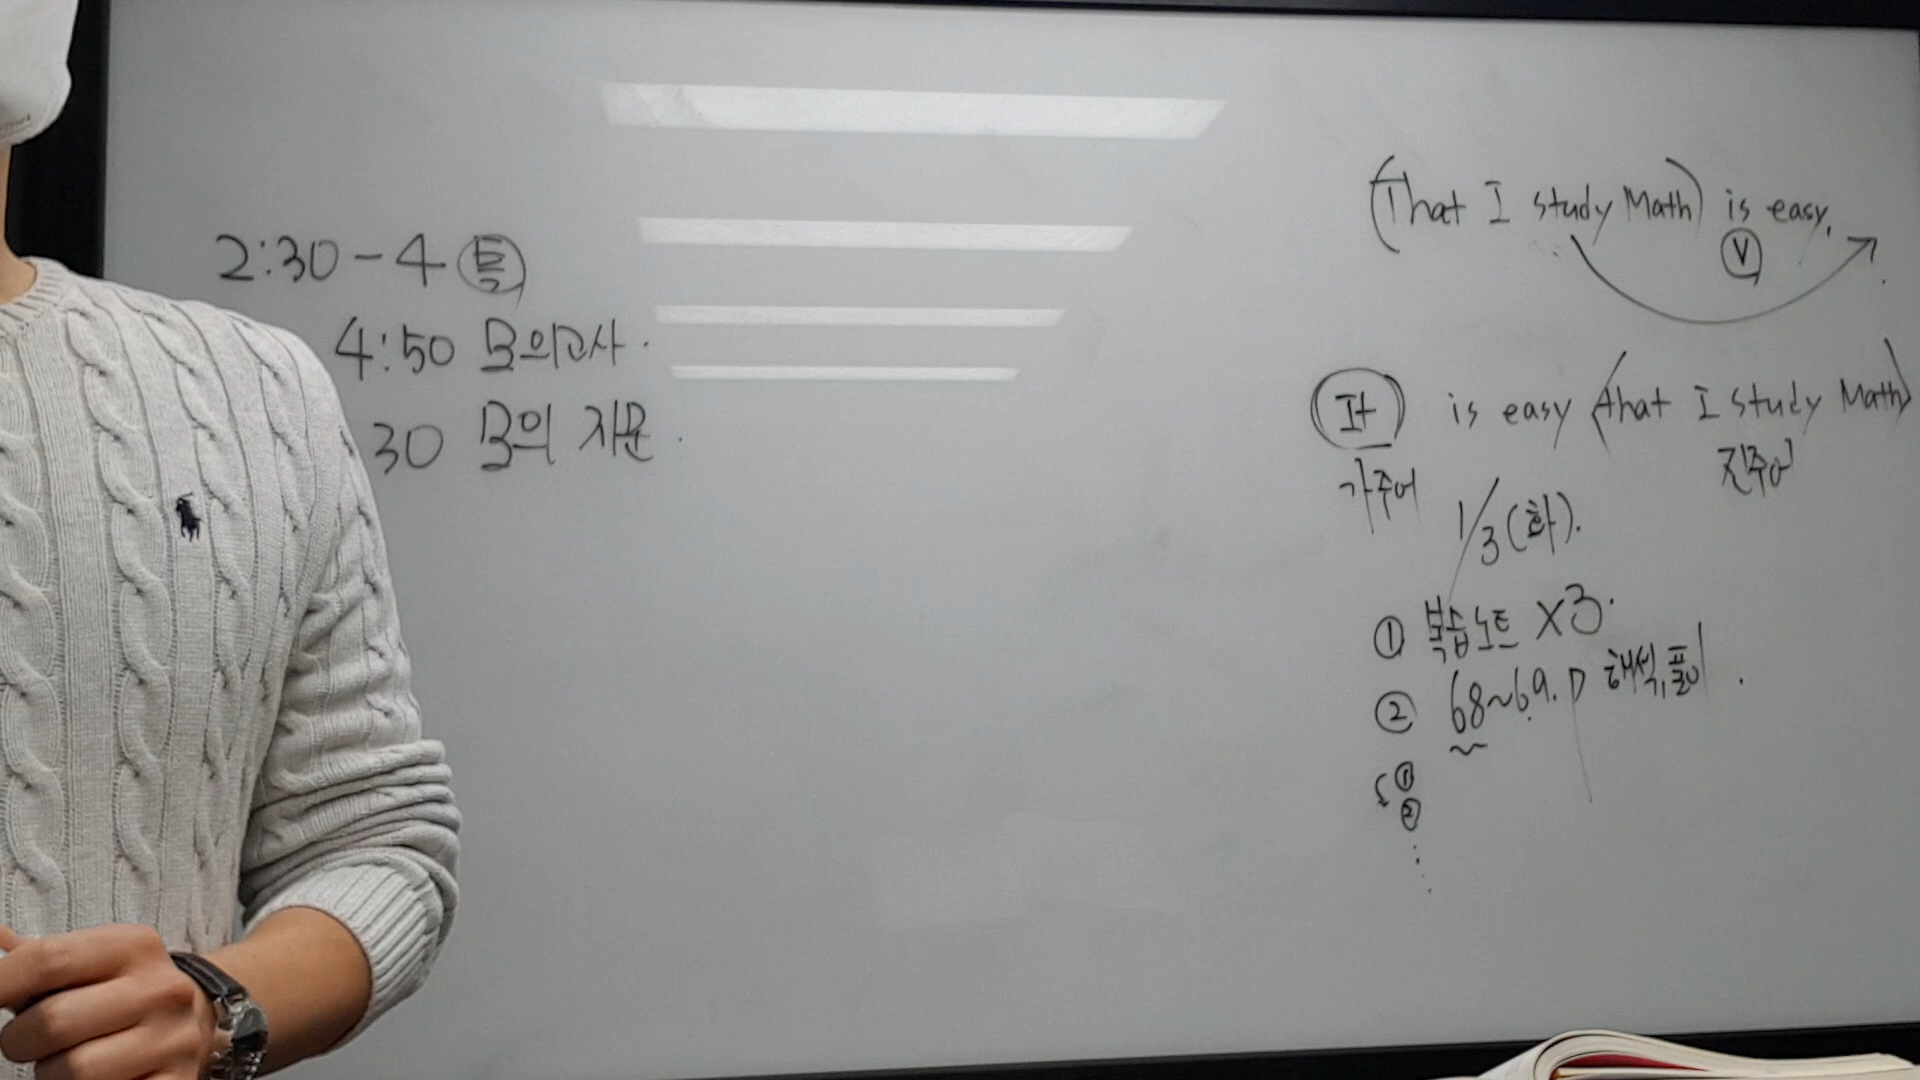 2:30 - 4 특
4:50 모의고사.
30 모의 지문.
(That I study Math) is easy.
V
It is easy (that I study Math)
가주어
진주어
1/3 (화).
① 복습노트 x3.
② 68~69.p 해석, 풀이.
①
②